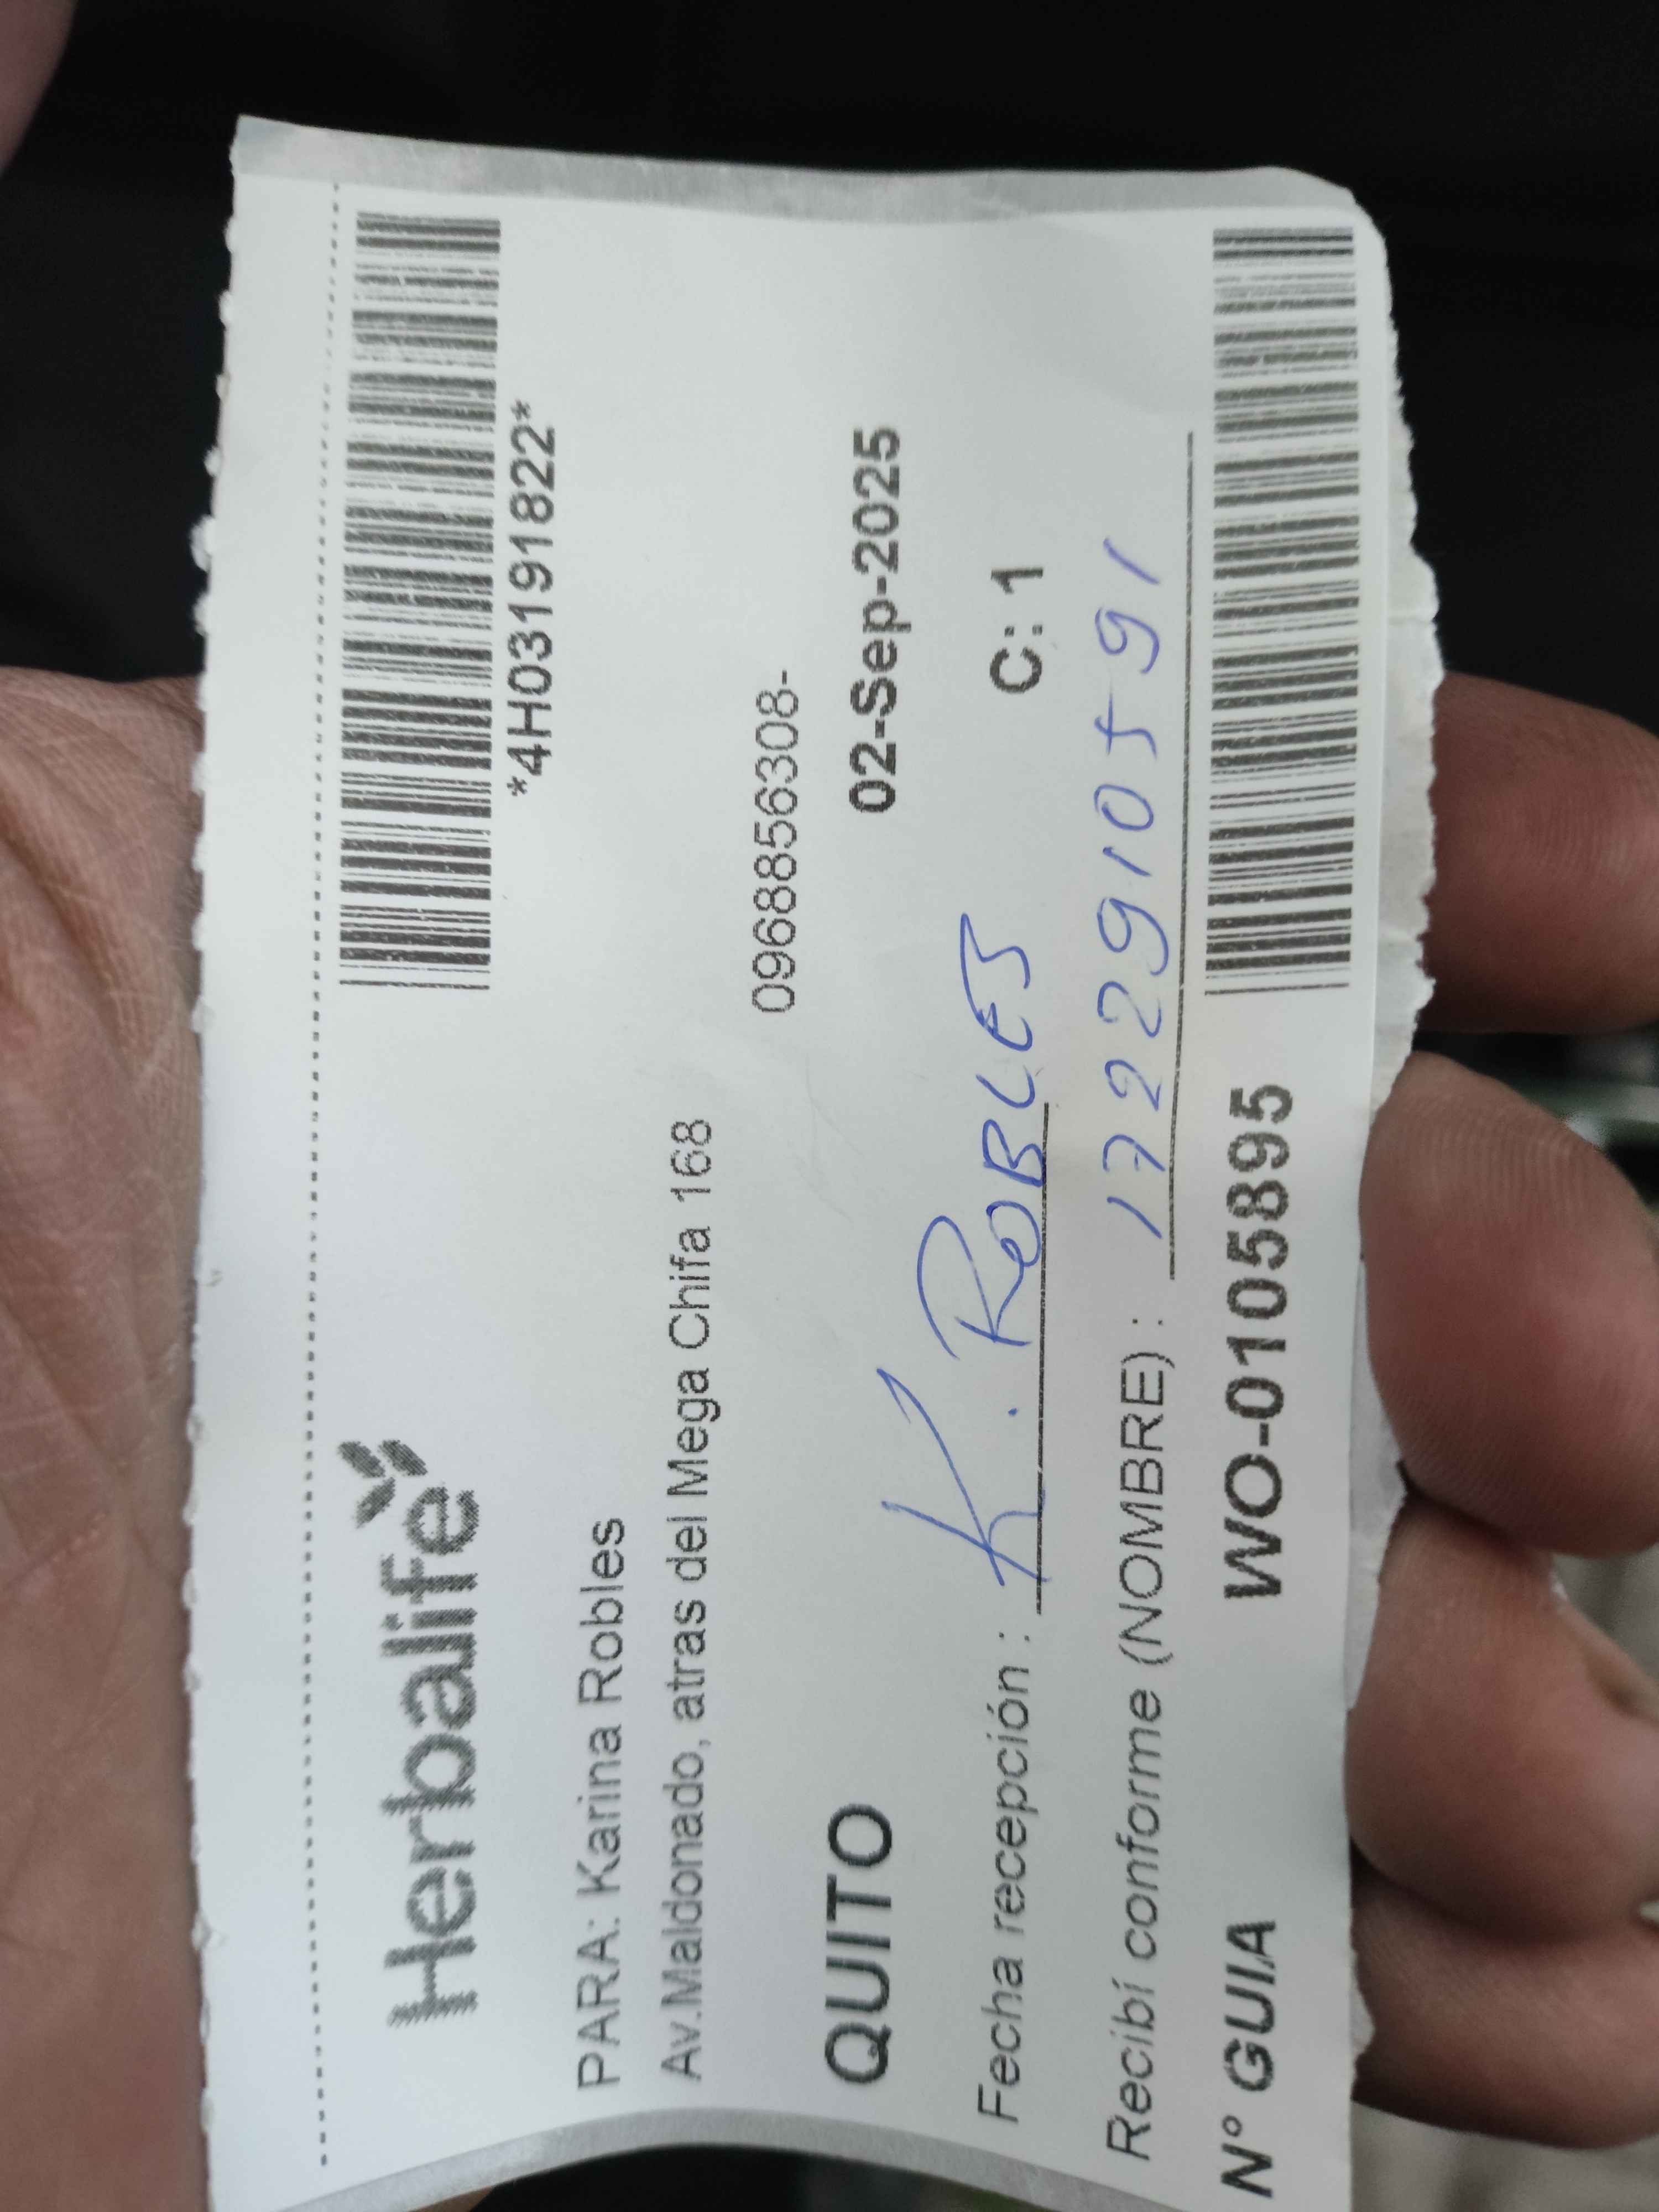 Herbalife
*4H03191822*
PARA: Karina Robles
Av.Maldonado, atras del Mega Chifa 168
0968856308-
QUITO 02-Sep-2025
Fecha recepción : K. ROBLES C: 1
Recibí conforme (NOMBRE) : 1722910591
N° GUIA WO-0105895